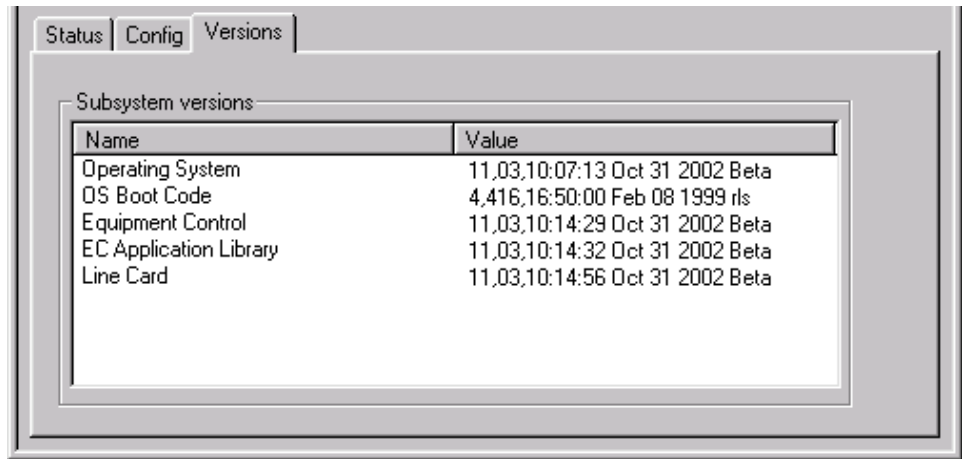 Status Config Versions
Subsystem versions
Name Value
Operating System 11,03,10:07:13 Oct 31 2002 Beta
OS Boot Code 4,416,16:50:00 Feb 08 1999 rls
Equipment Control 11,03,10:14:29 Oct 31 2002 Beta
EC Application Library 11,03,10:14:32 Oct 31 2002 Beta
Line Card 11,03,10:14:56 Oct 31 2002 Beta